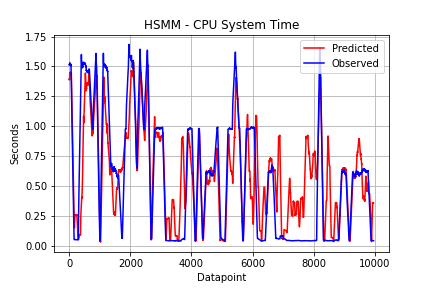 HSMM - CPU System Time
1.75
1.50
1.25
1.00
0.75
0.50
0.25
0.00
Seconds
Predicted
Observed
0 2000 4000 6000 8000 10000
Datapoint